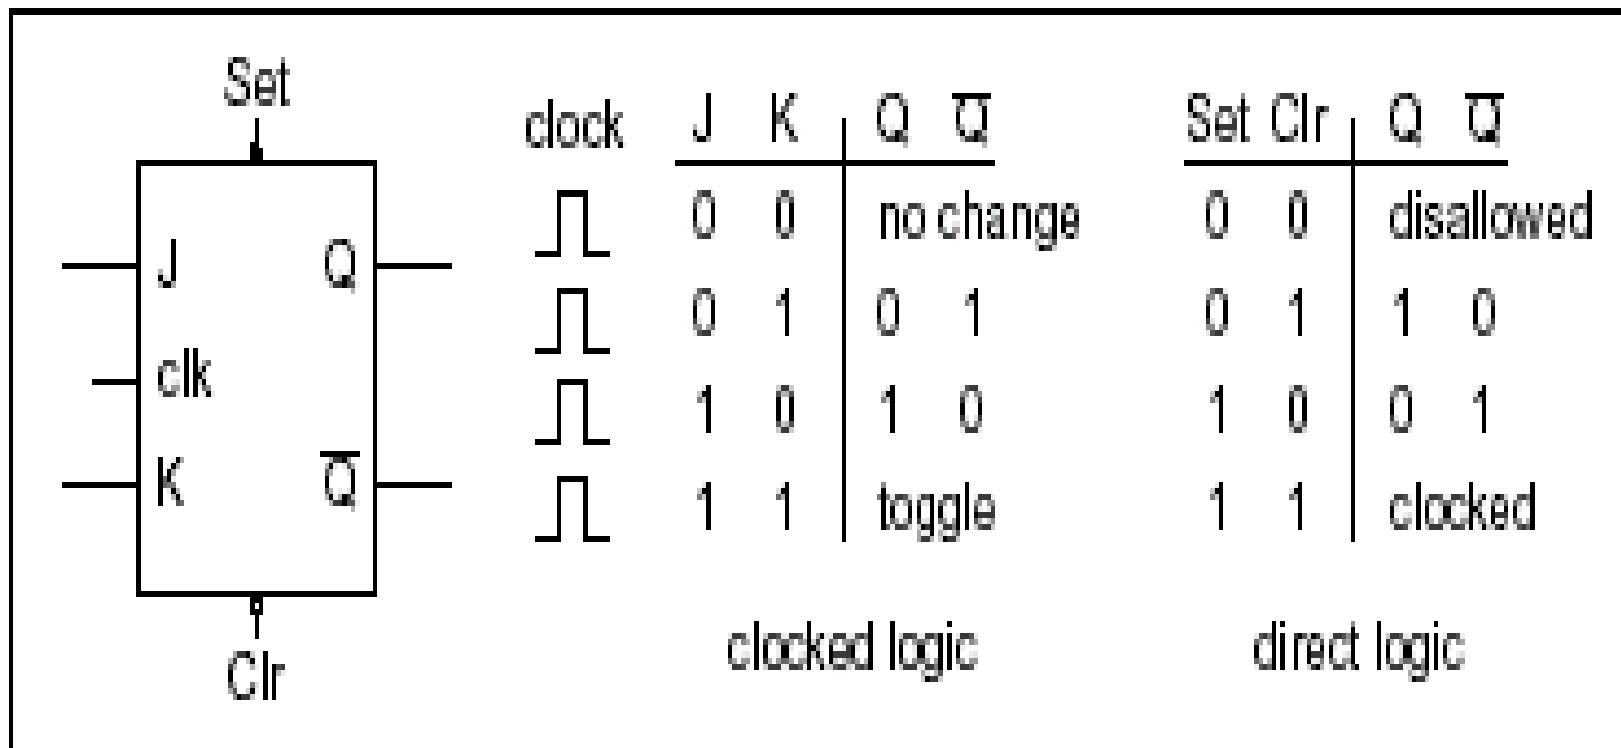 Set
J Q
clk
K Q̅
Clr
clock J K Q Q̅
0 0 no change
0 1 0 1
1 0 1 0
1 1 toggle
clocked logic
Set Clr Q Q̅
0 0 disallowed
0 1 1 0
1 0 0 1
1 1 clocked
direct logic